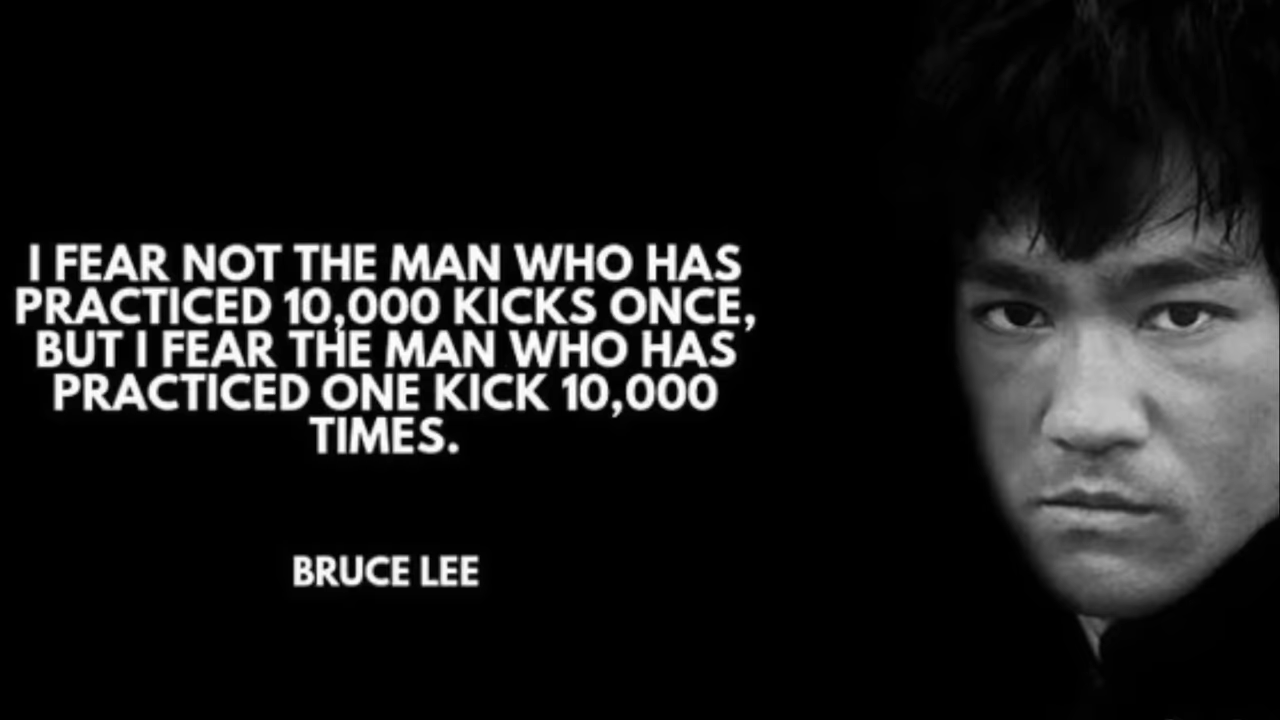 I FEAR NOT THE MAN WHO HAS
PRACTICED 10,000 KICKS ONCE,
BUT I FEAR THE MAN WHO HAS
PRACTICED ONE KICK 10,000
TIMES.
BRUCE LEE